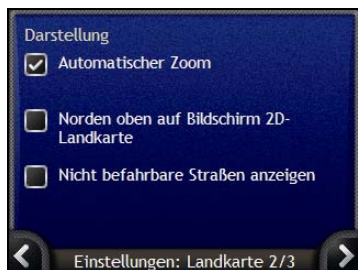 Darstellung
Automatischer Zoom
Norden oben auf Bildschirm 2D-
Landkarte
Nicht befahrbare Straßen anzeigen
Einstellungen: Landkarte 2/3